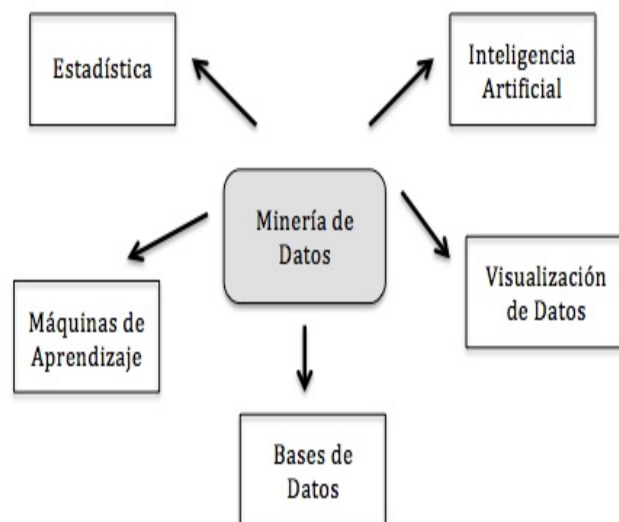 Estadística
Inteligencia
Artificial
Minería de
Datos
Máquinas de
Aprendizaje
Visualización
de Datos
Bases de
Datos